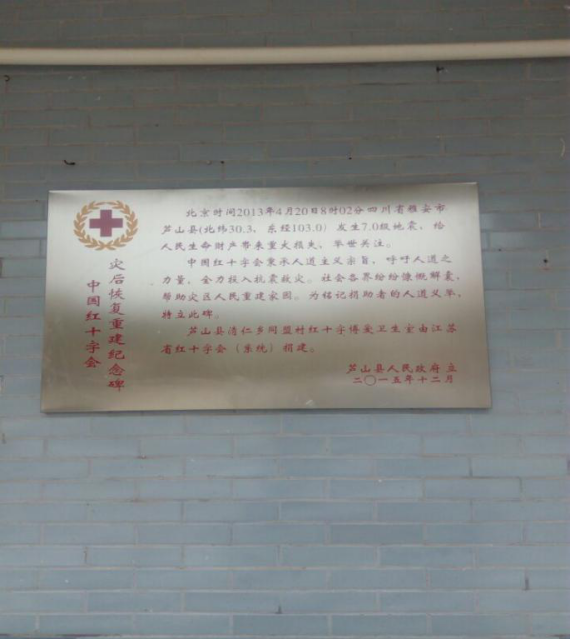 中国红十字会
灾后恢复重建纪念碑
北京时间2013年4月20日8时02分四川省雅安市
芦山县(北纬30.3，东经103.0）发生7.0级地震，给
人民生命财产带来重大损失，举世关注。
中国红十字会秉承人道主义宗旨，呼吁人道之
力量，全力投入抗震救灾。社会各界纷纷慷慨解囊，
帮助灾区人民重建家园。为铭记捐助者的人道义举，
特立此碑。
芦山县清仁乡同盟村红十字博爱卫生室由江苏
省红十字会（系统）捐建。
芦山县人民政府立
二〇一五年十二月